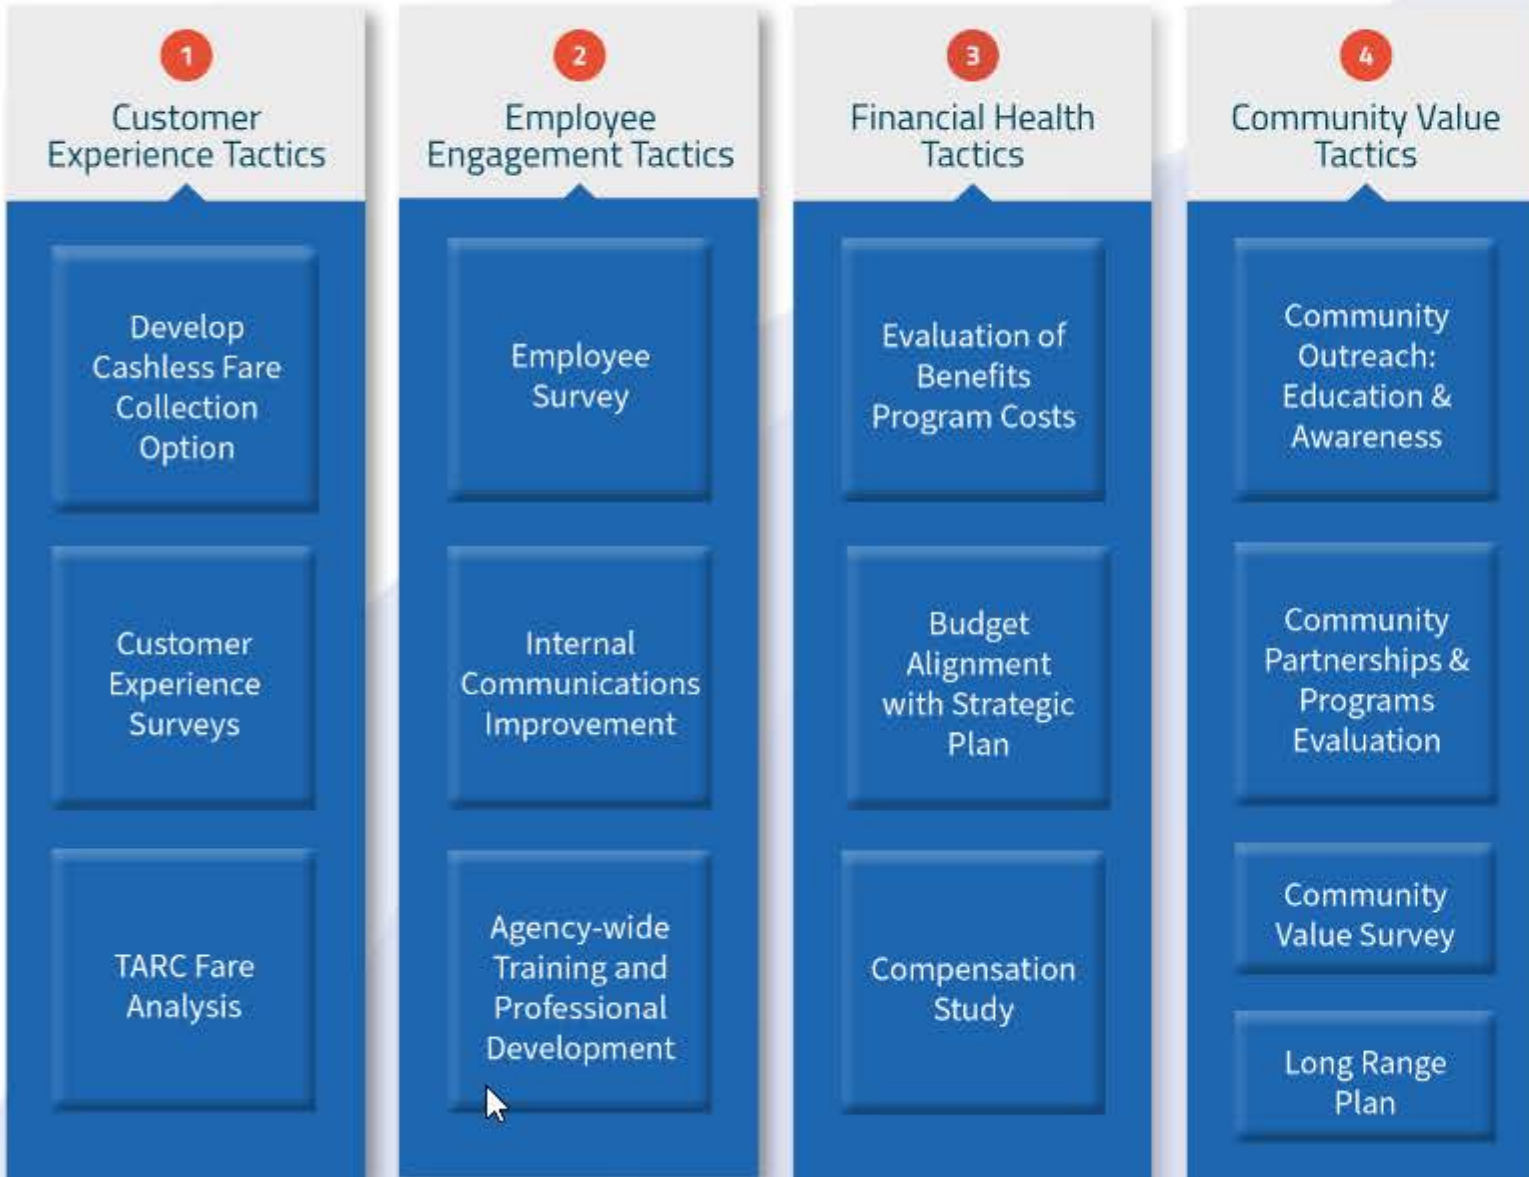 1
Customer
Experience Tactics
Develop
Cashless Fare
Collection
Option
Customer
Experience
Surveys
TARC Fare
Analysis
2
Employee
Engagement Tactics
Employee
Survey
Internal
Communications
Improvement
Agency-wide
Training and
Professional
Development
3
Financial Health
Tactics
Evaluation of
Benefits
Program Costs
Budget
Alignment
with Strategic
Plan
Compensation
Study
4
Community Value
Tactics
Community
Outreach:
Education &
Awareness
Community
Partnerships &
Programs
Evaluation
Community
Value Survey
Long Range
Plan